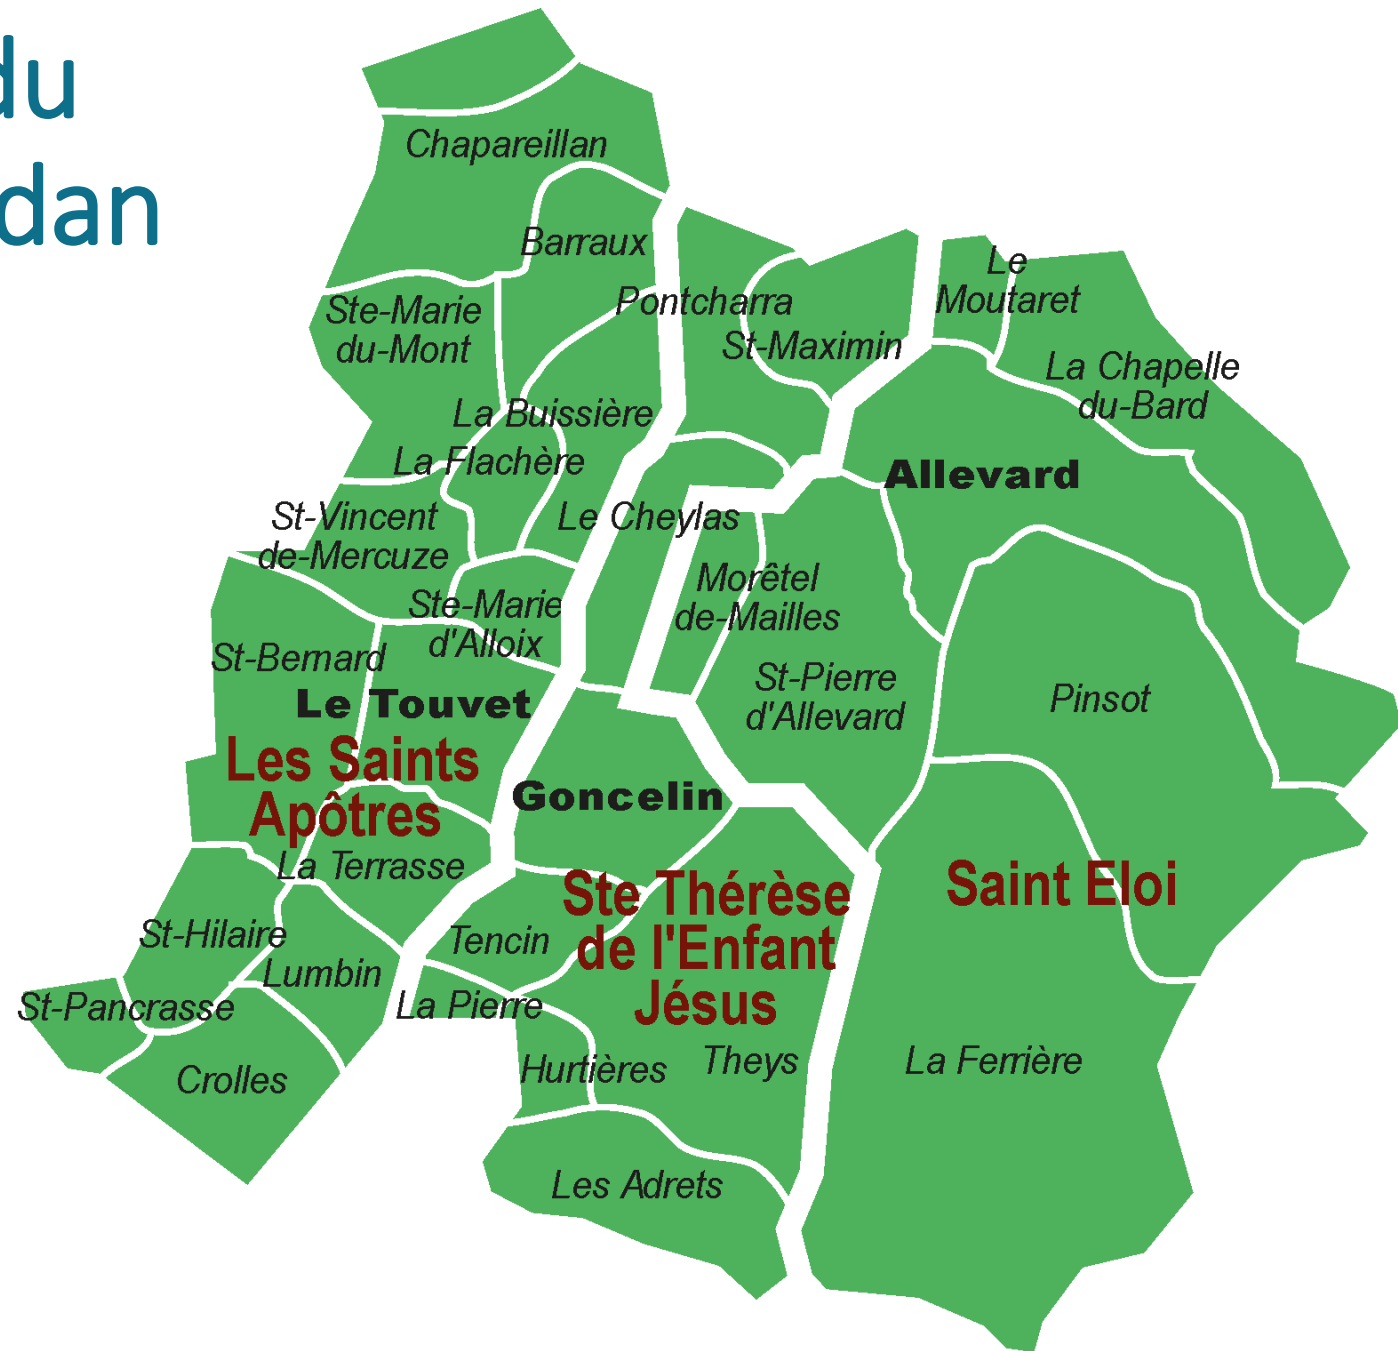 du
dan
Chapareillan
Barraux
Le
Moutaret
Pontcharra
Ste-Marie
du-Mont
St-Maximin
La Chapelle
du-Bard
La Buissière
La Flachère
Allevard
St-Vincent
de-Mercuze
Le Cheylas
Morêtel
de-Mailles
Ste-Marie
d'Alloix
St-Bernard
St-Pierre
d'Allevard
Pinsot
Le Touvet
Les Saints
Apôtres
Goncelin
La Terrasse
Ste Thérèse
de l'Enfant
Jésus
Saint Eloi
St-Hilaire
Tencin
Lumbin
St-Pancrasse
La Pierre
Crolles
Hurtières
Theys
La Ferrière
Les Adrets